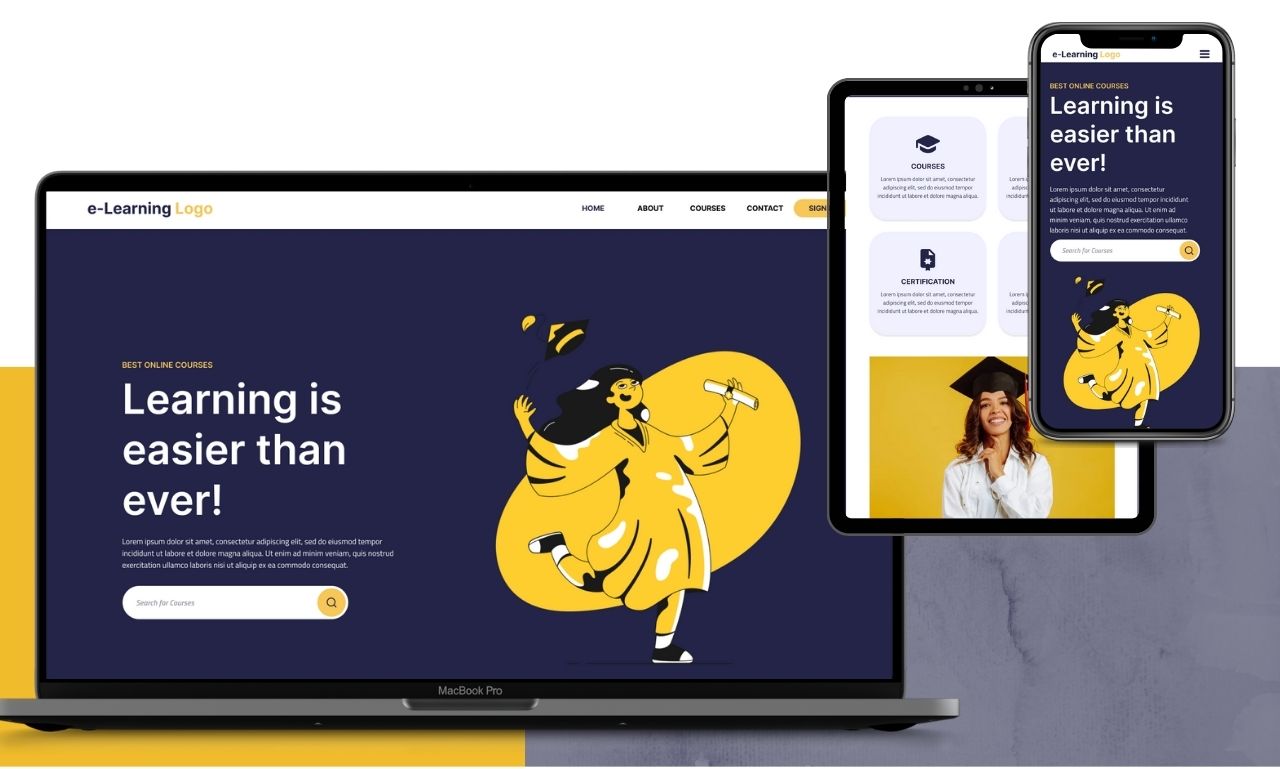 e-Learning Logo
HOME ABOUT COURSES CONTACT SIGN
BEST ONLINE COURSES
Learning is
easier than
ever!
Lorem ipsum dolor sit amet, consectetur adipiscing elit, sed do eiusmod tempor
incididunt ut labore et dolore magna aliqua. Ut enim ad minim veniam, quis nostrud
exercitation ullamco laboris nisi ut aliquip ex ea commodo consequat.
Search for Courses
MacBook Pro
COURSES
Lorem ipsum dolor sit amet, consectetur
adipiscing elit, sed do eiusmod tempor
incididunt ut labore et dolore magna aliqua.
CERTIFICATION
Lorem ipsum dolor sit amet, consectetur
adipiscing elit, sed do eiusmod tempor
incididunt ut labore et dolore magna aliqua.
e-Learning Logo
BEST ONLINE COURSES
Learning is
easier than
ever!
Lorem ipsum dolor sit amet, consectetur
adipiscing elit, sed do eiusmod tempor incididunt
ut labore et dolore magna aliqua. Ut enim ad
minim veniam, quis nostrud exercitation ullamco
laboris nisi ut aliquip ex ea commodo consequat.
Search for Courses